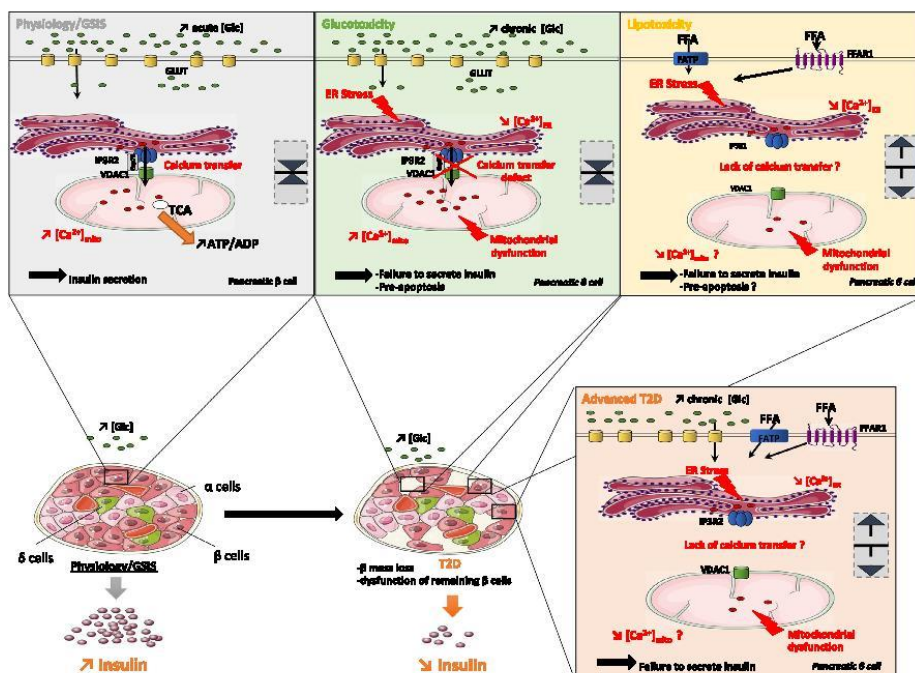 Physiology/GSIS
↗ acute [Glc]
GLUT
IP3R2
VDAC1
Calcium transfer
TCA
↗ [Ca²⁺]mito
↗ATP/ADP
Insulin secretion
Pancreatic β cell
Glucotoxicity
↗ chronic [Glc]
GLUT
ER Stress
↘ [Ca²⁺]ER
IP3R2
VDAC1
Calcium transfer
defect
↗ [Ca²⁺]mito
Mitochondrial
dysfunction
-Failure to secrete insulin
-Pre-apoptosis
Pancreatic β cell
Lipotoxicity
FFA
FATP
FFA
FFAR1
ER Stress
↘ [Ca²⁺]ER
Lack of calcium transfer ?
VDAC1
↘ [Ca²⁺]mito ?
Mitochondrial
dysfunction
-Failure to secrete insulin
-Pre-apoptosis ?
Pancreatic β cell
↗ [Glc]
α cells
δ cells
β cells
Physiology/GSIS
↗ Insulin
↗ [Glc]
T2D
-β mass loss
-dysfunction of remaining β cells
↘ Insulin
Advanced T2D
↗ chronic [Glc]
FFA
FATP
FFA
FFAR1
ER Stress
↘ [Ca²⁺]ER
IP3R2
Lack of calcium transfer ?
VDAC1
↘ [Ca²⁺]mito ?
Mitochondrial
dysfunction
Failure to secrete insulin
Pancreatic β cell